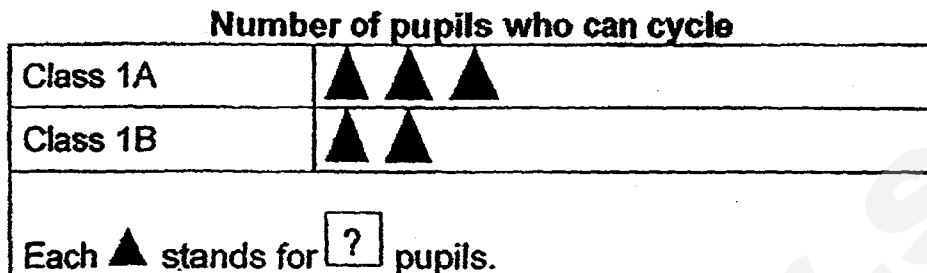 Number of pupils who can cycle
Class 1A ▲ ▲ ▲
Class 1B ▲ ▲
Each ▲ stands for ? pupils.